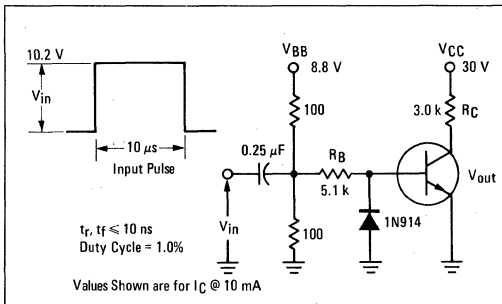 10.2 V
Vin
10 μs
Input Pulse
tr, tf ≤ 10 ns
Duty Cycle = 1.0%
Values Shown are for IC @ 10 mA
VBB
8.8 V
100
0.25 μF
RB
5.1 k
100
Vin
1N914
VCC
30 V
3.0 k
RC
Vout